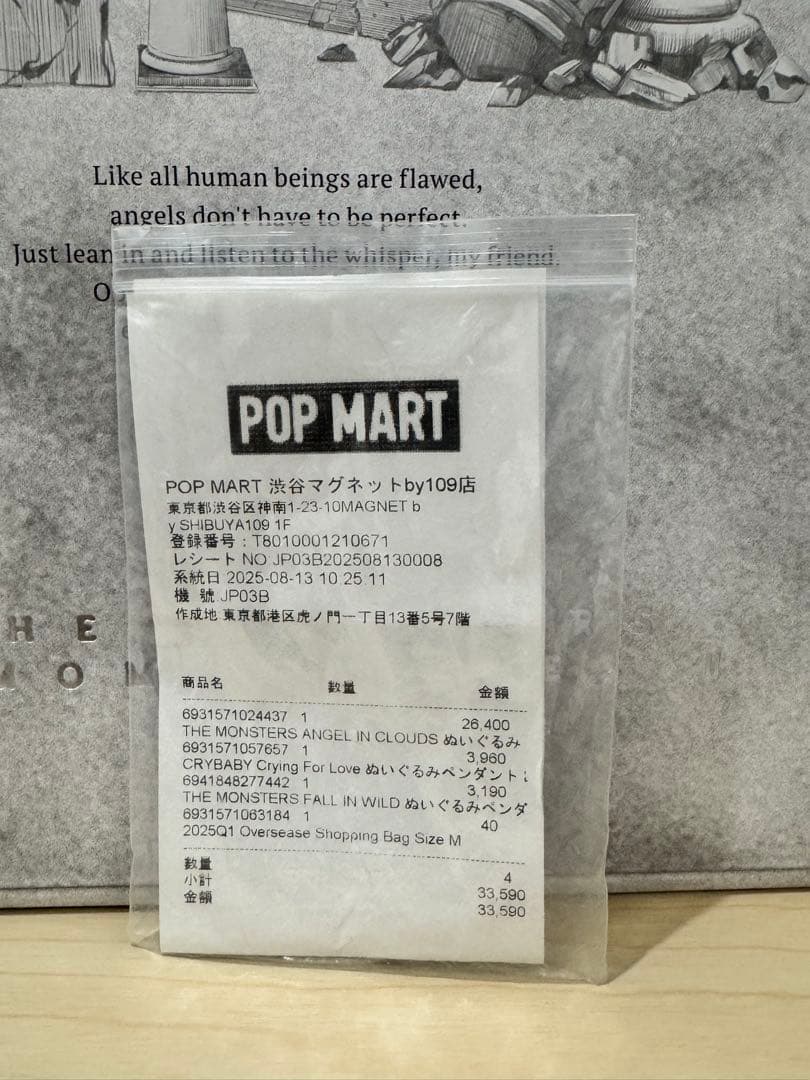 Like all human beings are flawed,
angels don't have to be perfect.
Just lean in and listen to the whisper, my friend.
O
POP MART
POP MART 渋谷マグネットby109店
東京都渋谷区神南1-23-10MAGNET b
y SHIBUYA109 1F
登録番号：T8010001210671
レシート NO JP03B202508130008
系統日 2025-08-13 10 25 11
機 號 JP03B
作成地 東京都港区虎ノ門一丁目13番5号7階
HE
MON
商品名 数量 金額
6931571024437 1 26,400
THE MONSTERS ANGEL IN CLOUDS ぬいぐるみ
6931571057657 1 3,960
CRYBABY Crying For Love ぬいぐるみペンダント
6941848277442 1 3,190
THE MONSTERS FALL IN WILD ぬいぐるみペンダ
6931571063184 1 40
2025Q1 Oversease Shopping Bag Size M
数量 4
小計 33,590
金額 33,590